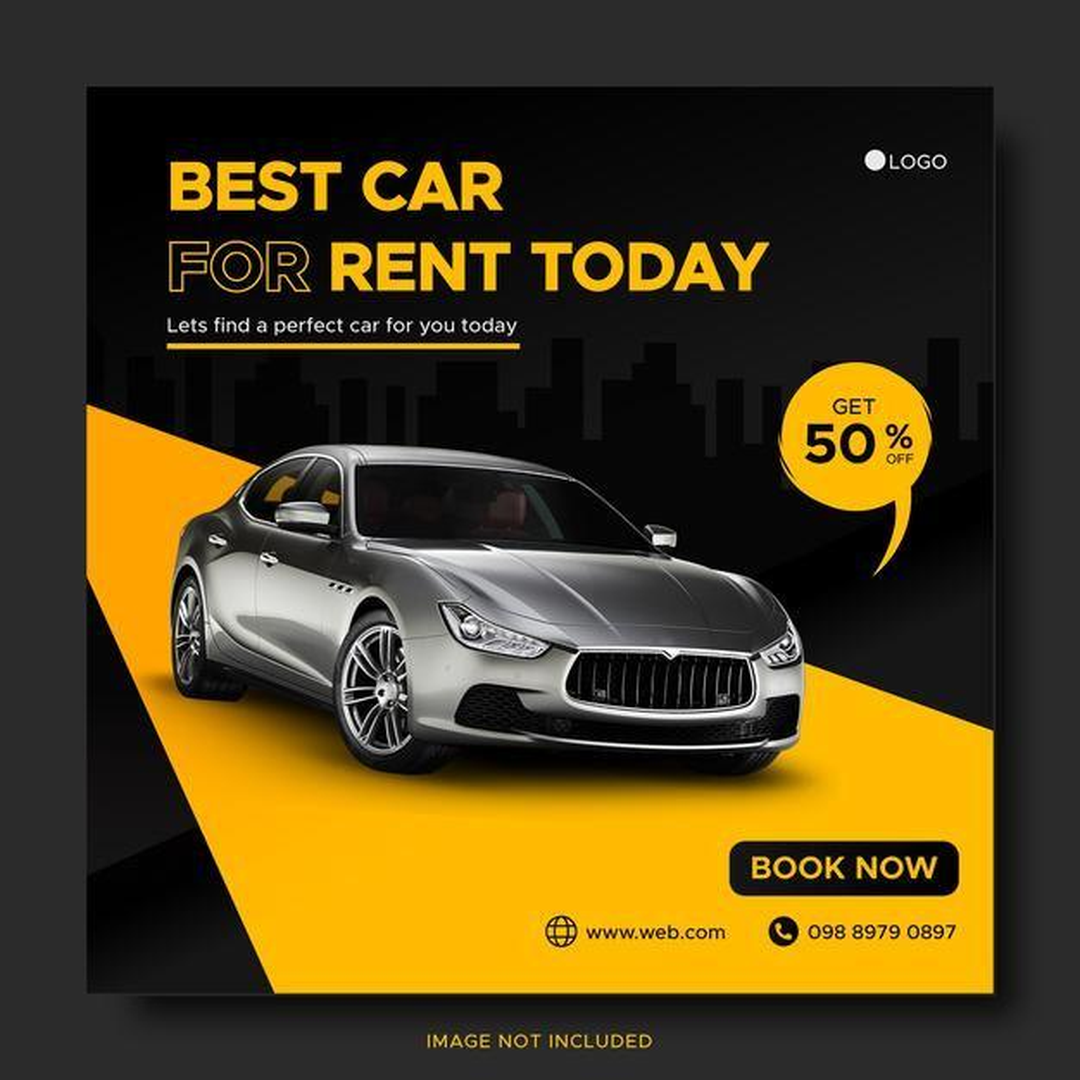 LOGO
BEST CAR
FOR RENT TODAY
Lets find a perfect car for you today
GET
50 %
OFF
BOOK NOW
www.web.com 098 8979 0897
IMAGE NOT INCLUDED